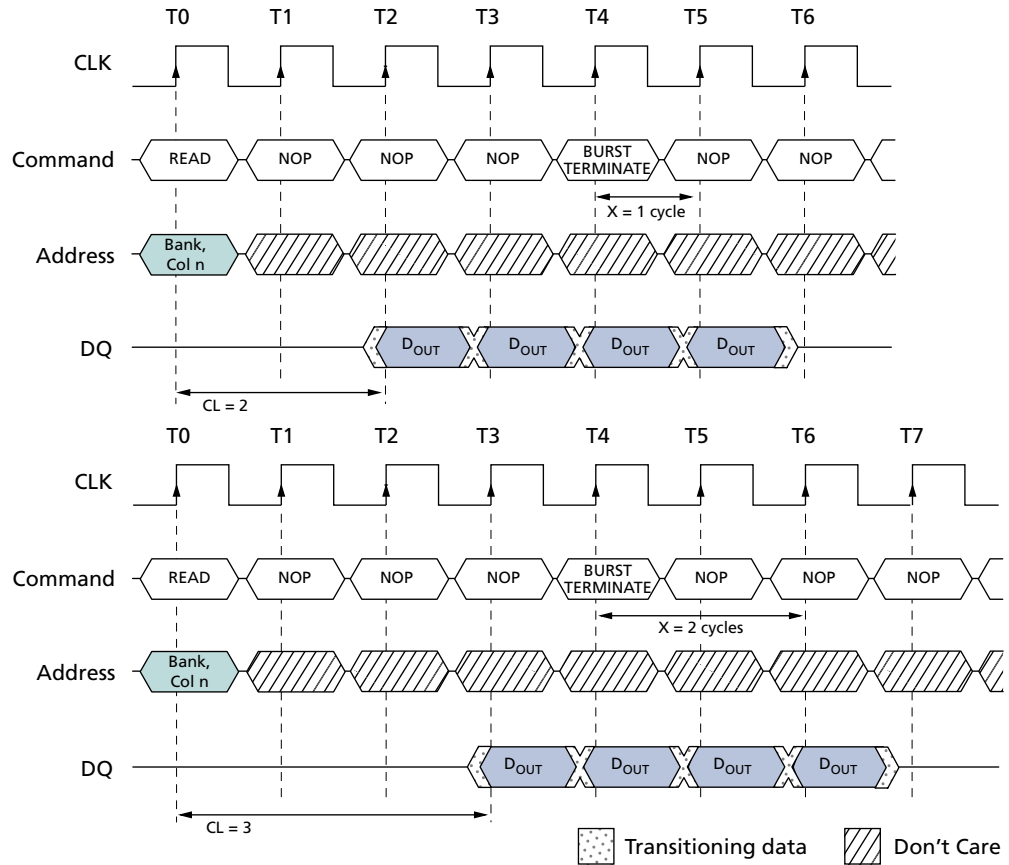 T0 T1 T2 T3 T4 T5 T6
CLK
Command READ NOP NOP NOP BURST TERMINATE NOP NOP
X = 1 cycle
Address Bank, Col n
DQ DOUT DOUT DOUT DOUT
CL = 2
T0 T1 T2 T3 T4 T5 T6 T7
CLK
Command READ NOP NOP NOP BURST TERMINATE NOP NOP NOP
X = 2 cycles
Address Bank, Col n
DQ DOUT DOUT DOUT DOUT
CL = 3
Transitioning data Don't Care